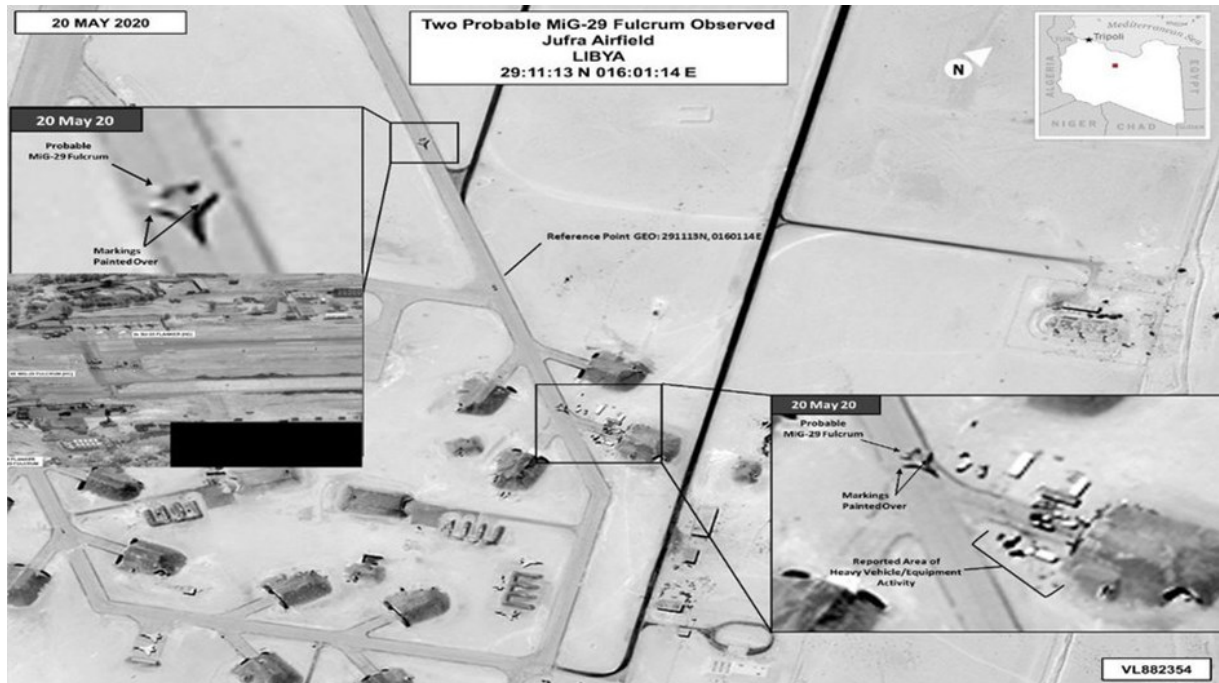 20 MAY 2020
Two Probable MiG-29 Fulcrum Observed
Jufra Airfield
LIBYA
29:11:13 N 016:01:14 E
N
Mediterranean Sea
Tripoli
ALGERIA
EGYPT
NIGER
CHAD
20 May 20
Probable
MiG-29 Fulcrum
Markings
Painted Over
Reference Point GEO: 291113N, 0160114E
20 May 20
Probable
MiG-29 Fulcrum
Markings
Painted Over
Reported Area of
Heavy Vehicle/Equipment
Activity
FLANKER
FULCRUM
VL882354